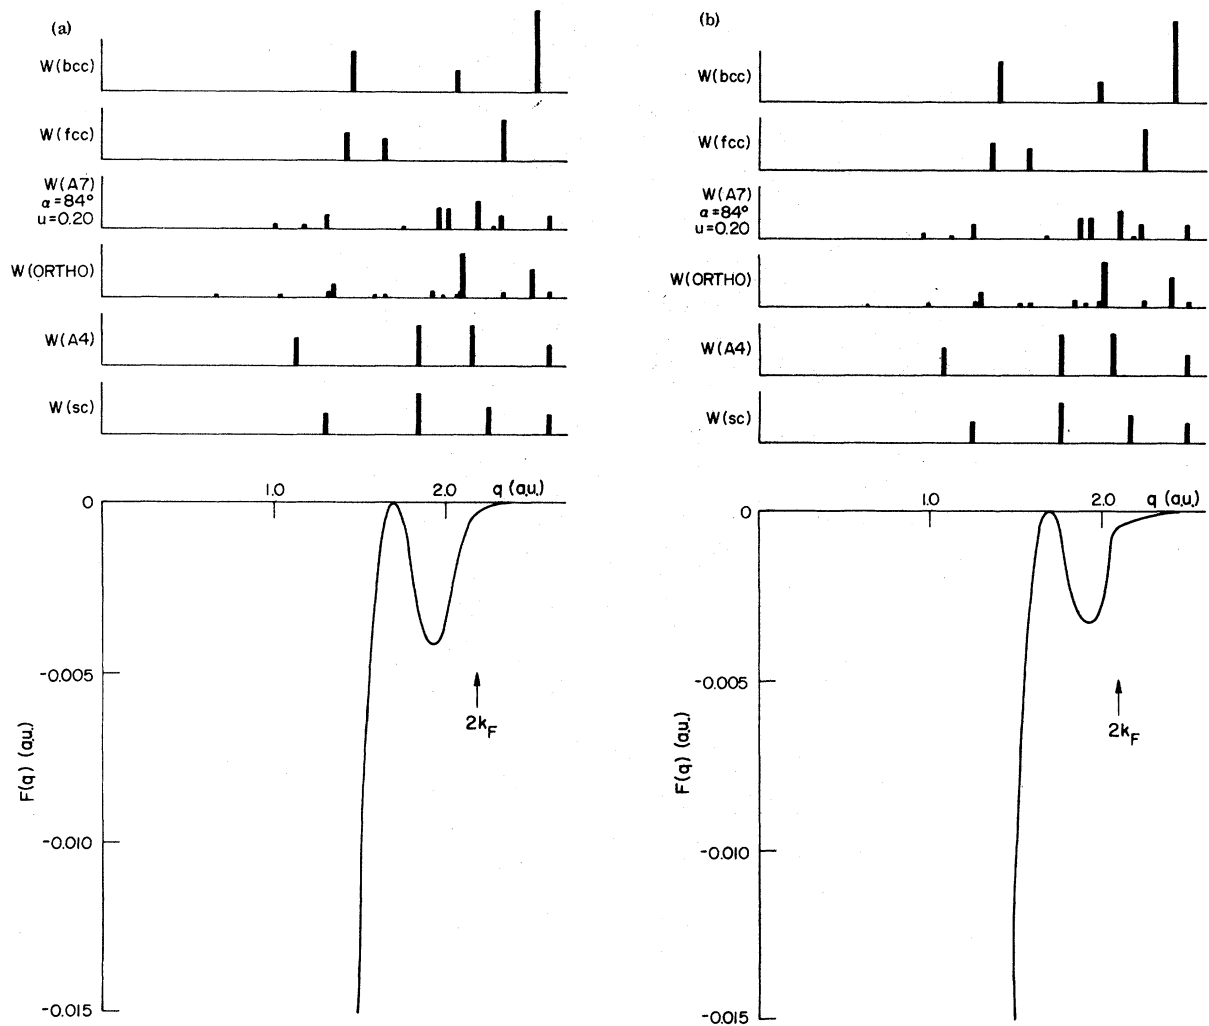 (a)
W(bcc)
W(fcc)
W(A7)
α=84°
u=0.20
W(ORTHO)
W(A4)
W(sc)
0
1.0
2.0
q (a.u.)
-0.005
2kF
F(q) (a.u.)
-0.010
-0.015
(b)
W(bcc)
W(fcc)
W(A7)
α=84°
u=0.20
W(ORTHO)
W(A4)
W(sc)
0
1.0
2.0
q (a.u.)
-0.005
2kF
F(q) (a.u.)
-0.010
-0.015